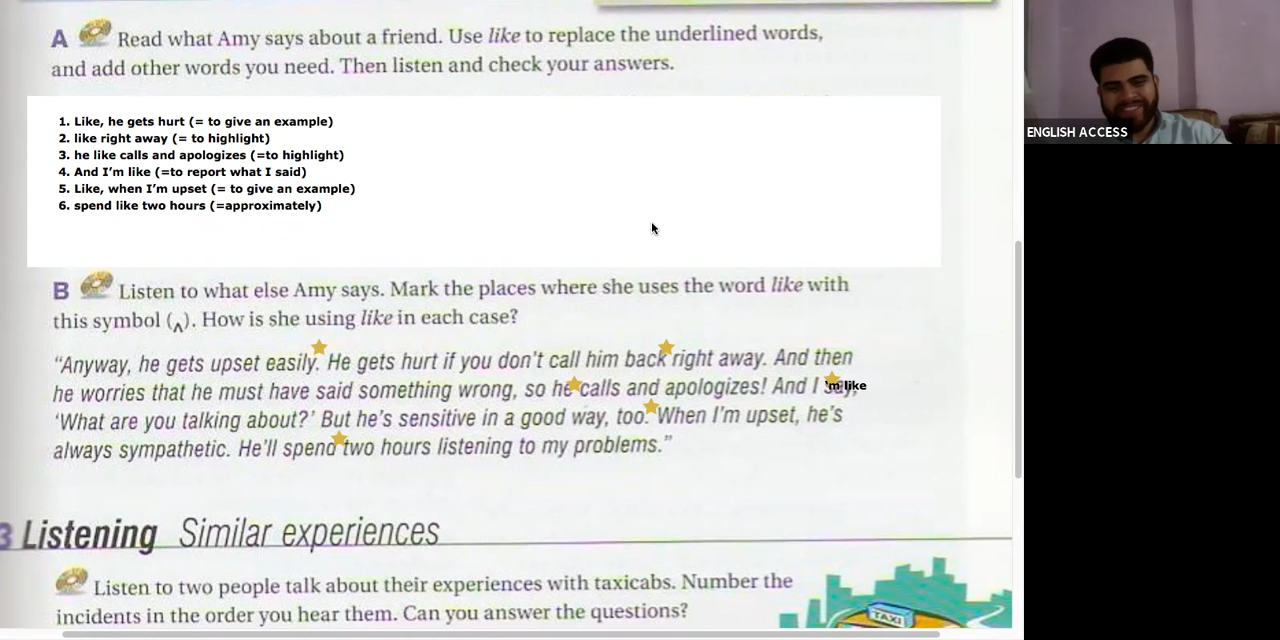 A Read what Amy says about a friend. Use like to replace the underlined words,
and add other words you need. Then listen and check your answers.
1. Like, he gets hurt (= to give an example)
2. like right away (= to highlight)
3. he like calls and apologizes (=to highlight)
4. And I’m like (=to report what I said)
5. Like, when I’m upset (= to give an example)
6. spend like two hours (=approximately)
B Listen to what else Amy says. Mark the places where she uses the word like with
this symbol (^). How is she using like in each case?
“Anyway, he gets upset easily. He gets hurt if you don’t call him back right away. And then
he worries that he must have said something wrong, so he calls and apologizes! And I 'm like
‘What are you talking about?’ But he’s sensitive in a good way, too. When I’m upset, he’s
always sympathetic. He’ll spend two hours listening to my problems.”
3 Listening Similar experiences
Listen to two people talk about their experiences with taxicabs. Number the
incidents in the order you hear them. Can you answer the questions?
TAXI
ENGLISH ACCESS